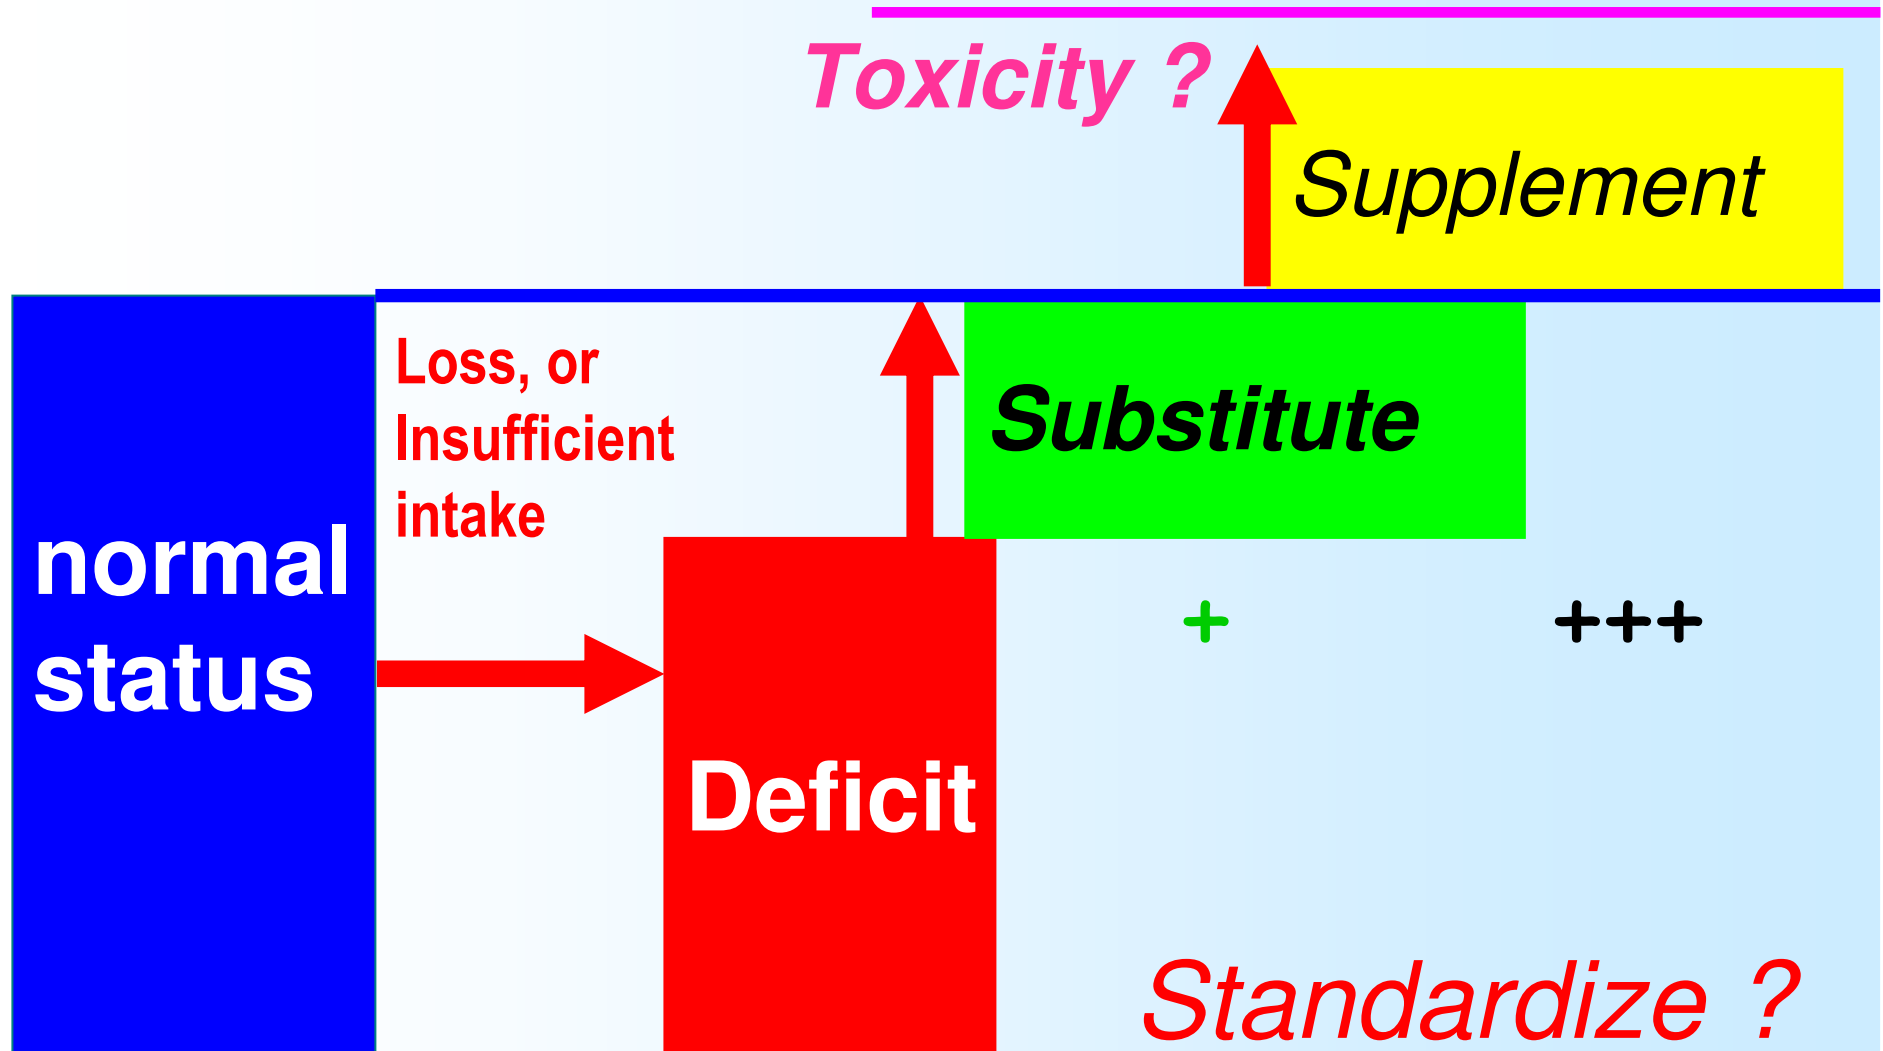 Toxicity ?
Supplement
Loss, or
Insufficient
intake
Substitute
normal
status
+
+++
Deficit
Standardize ?